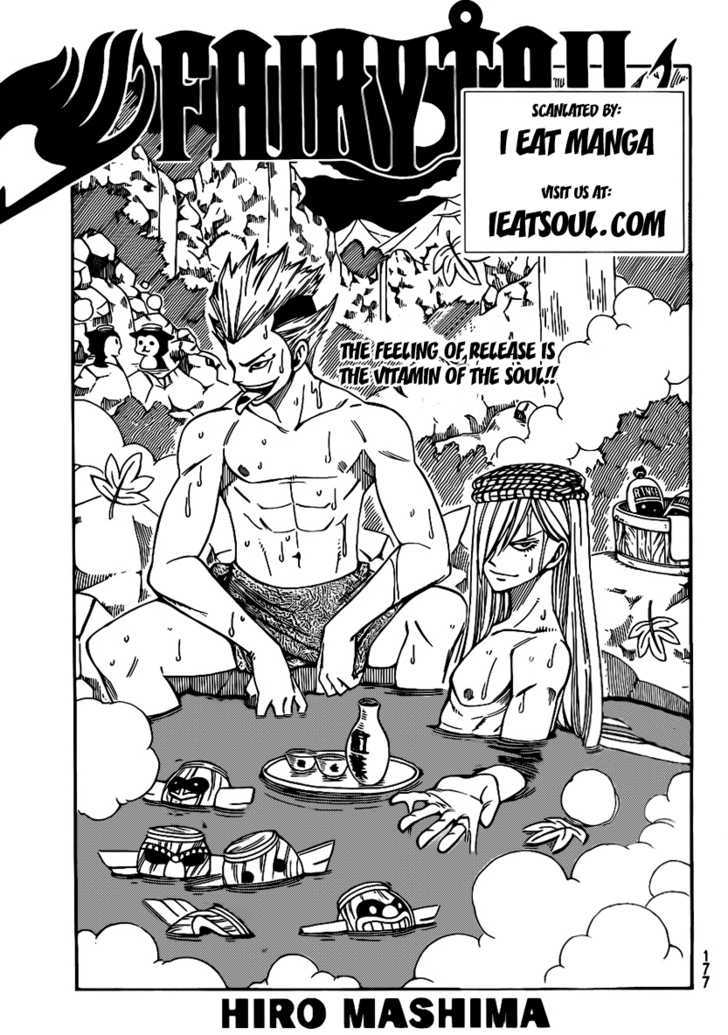 FAIRY TAIL
SCANLATED BY:
I EAT MANGA
VISIT US AT:
IEATSOUL.COM
THE FEELING OF RELEASE IS
THE VITAMIN OF THE SOUL!!
177
HIRO MASHIMA